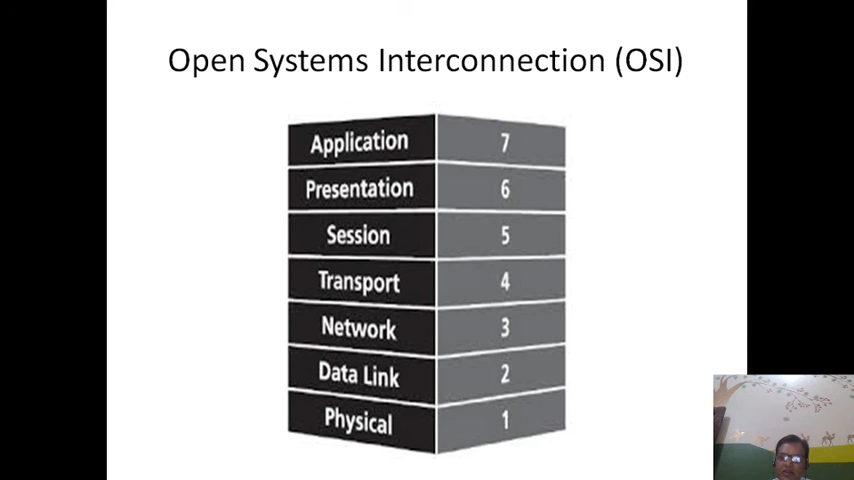 Open Systems Interconnection (OSI)
Application 7
Presentation 6
Session 5
Transport 4
Network 3
Data Link 2
Physical 1